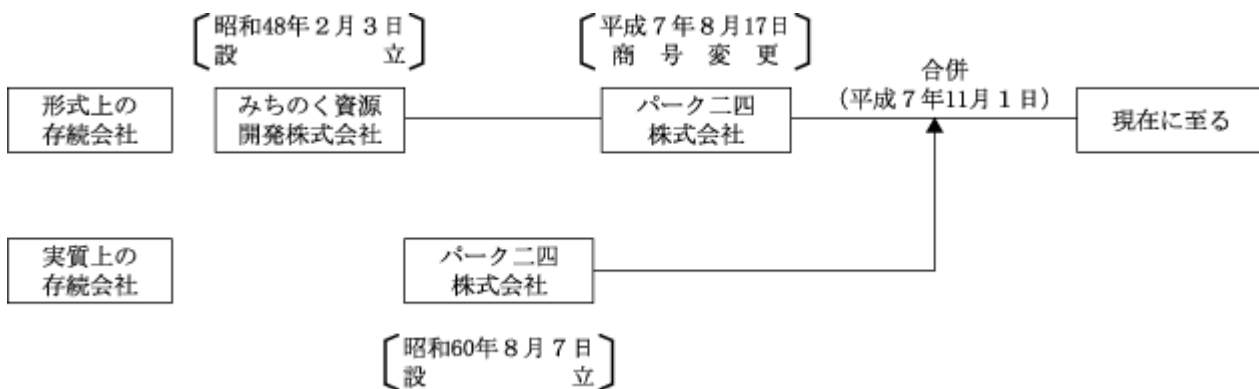 昭和48年2月3日
設立
平成7年8月17日
商号変更
合併
（平成7年11月1日）
形式上の
存続会社
みちのく資源
開発株式会社
パーク二四
株式会社
現在に至る
実質上の
存続会社
パーク二四
株式会社
昭和60年8月7日
設立